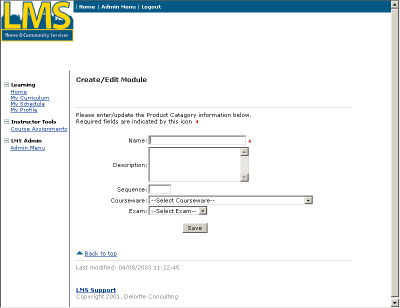 LMS
Home & Community Services
| Home | Admin Menu | Logout
Learning
Home
My Curriculum
My Schedule
My Profile
Instructor Tools
Course Assignments
LMS Admin
Admin Menu
Create/Edit Module
Please enter/update the Product Catagory information below.
Required fields are indicated by this icon
Name:
Description:
Sequence:
Courseware: --Select Courseware--
Exam: --Select Exam--
Save
Back to top
Last modified: 04/08/2003 11:22:45
LMS Support
Copyright 2001. Deloitte Consulting